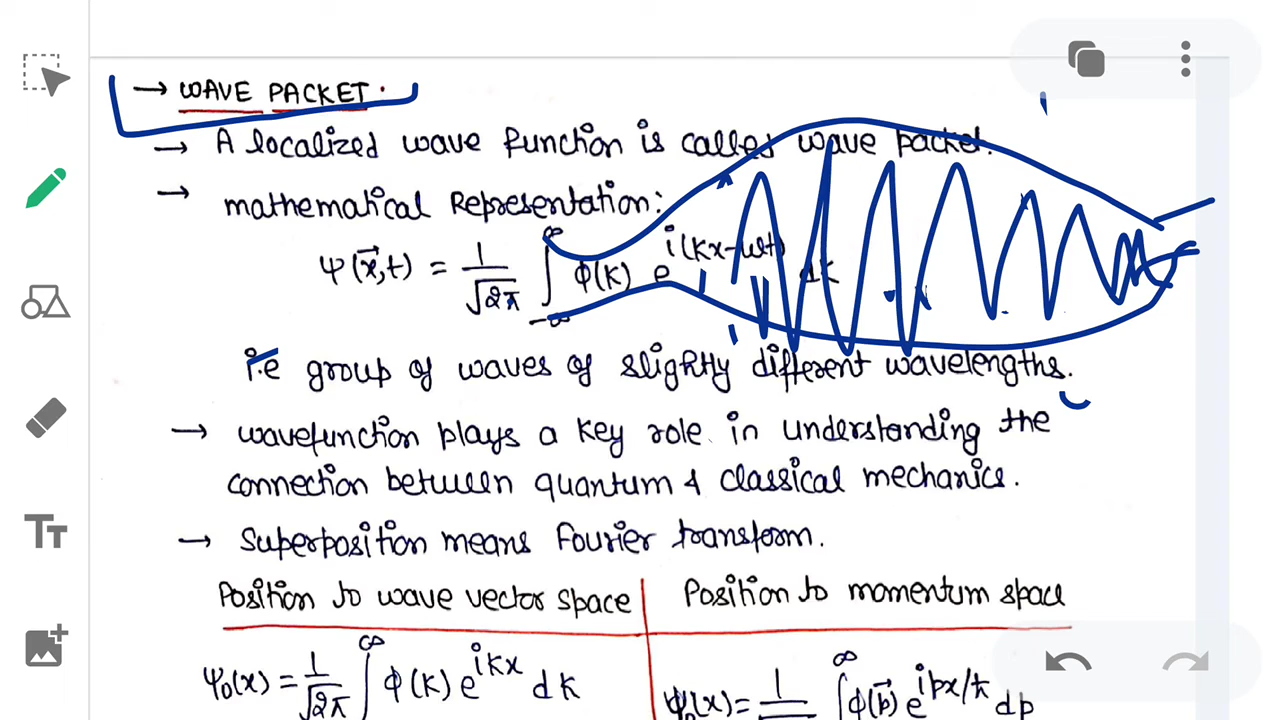 → WAVE PACKET.
→ A localized wave function is called wave packet.
→ mathematical Representation:
ψ(x⃗,t) = 1/√2π ∫_{-∞}^{∞} φ(k) e^{i(kx-ωt)} dk
i.e group of waves of slightly different wavelengths.
→ wavefunction plays a key role in understanding the
connection between quantum & classical mechanics.
→ Superposition means Fourier transform.
Position to wave vector space
ψ₀(x) = 1/√2π ∫^{∞} φ(k) e^{ikx} dk
Position to momentum space
ψ₀(x) = 1/ ∫^{∞} φ(p⃗) e^{ipx/ħ} dp
TT